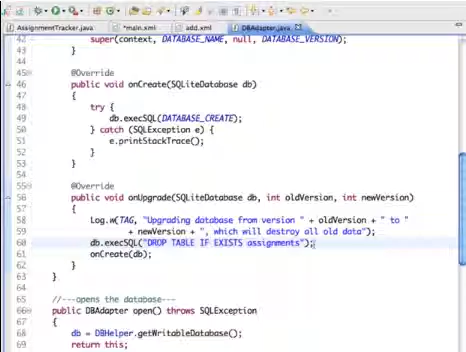 AssignmentTracker.java *main.xml add.xml DBAdapter.java
42 super(context, DATABASE_NAME, null, DATABASE_VERSION);
43 }
44
45 @Override
46 public void onCreate(SQLiteDatabase db)
47 {
48 try {
49 db.execSQL(DATABASE_CREATE);
50 } catch (SQLException e) {
51 e.printStackTrace();
52 }
53 }
54
55 @Override
56 public void onUpgrade(SQLiteDatabase db, int oldVersion, int newVersion)
57 {
58 Log.w(TAG, "Upgrading database from version " + oldVersion + " to "
59 + newVersion + ", which will destroy all old data");
60 db.execSQL("DROP TABLE IF EXISTS assignments");
61 onCreate(db);
62 }
63 }
64
65 //---opens the database---
66 public DBAdapter open() throws SQLException
67 {
68 db = DBHelper.getWritableDatabase();
69 return this;